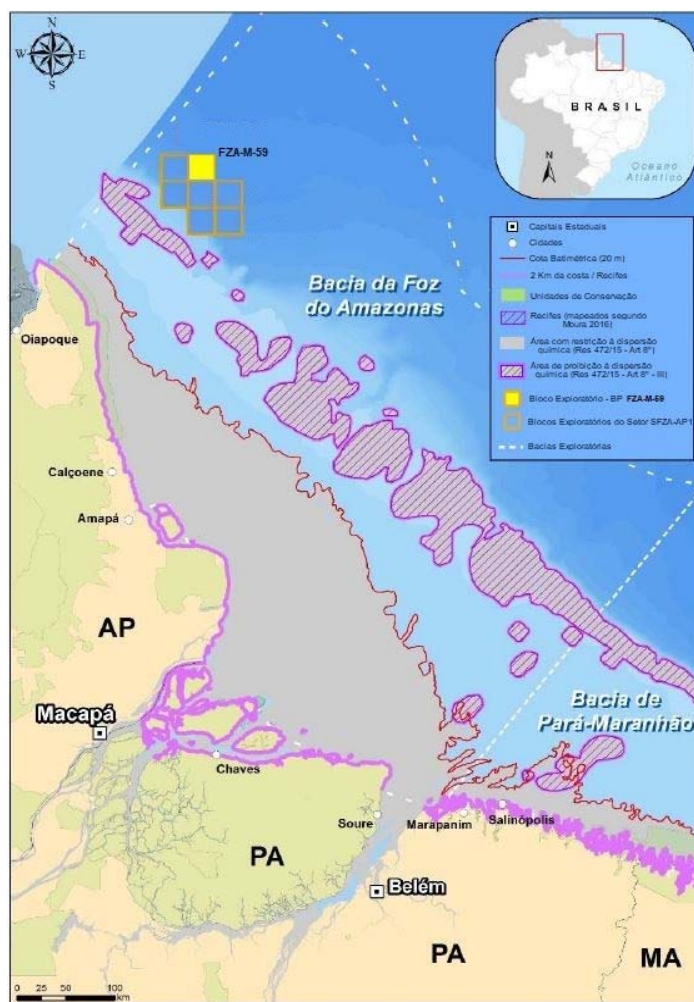 N
W
E
S
BRASIL
N
Oceano
Atlântico
FZA-M-59
Capitais Estaduais
Cidades
Cota Batimétrica (20 m)
2 Km da costa / Recifes
Unidades de Conservação
Recifes (mapeados segundo
Moura 2016)
Área com restrição à dispersão
química (Res 472/15 - Art 8º)
Área de proibição à dispersão
química (Res 472/15 - Art 8º - III)
Bloco Exploratório - BP FZA-M-59
Blocos Exploratórios do Setor SFZA-AP1
Bacias Exploratórias
Bacia da Foz
do Amazonas
Oiapoque
Calçoene
Amapá
AP
Macapá
Bacia de
Pará-Maranhão
Chaves
Soure
Marapanim
Salinópolis
PA
Belém
PA
MA
0 25 50 100
km